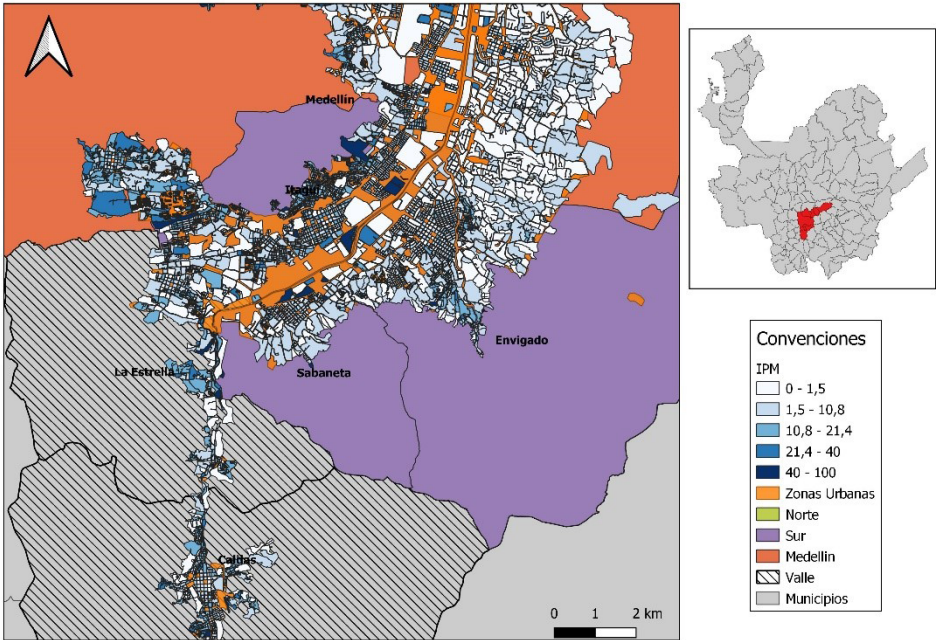 Medellin
Itagui
Envigado
La Estrella
Sabaneta
Caldas
0 1 2 km
Convenciones
IPM
0 - 1,5
1,5 - 10,8
10,8 - 21,4
21,4 - 40
40 - 100
Zonas Urbanas
Norte
Sur
Medellin
Valle
Municipios